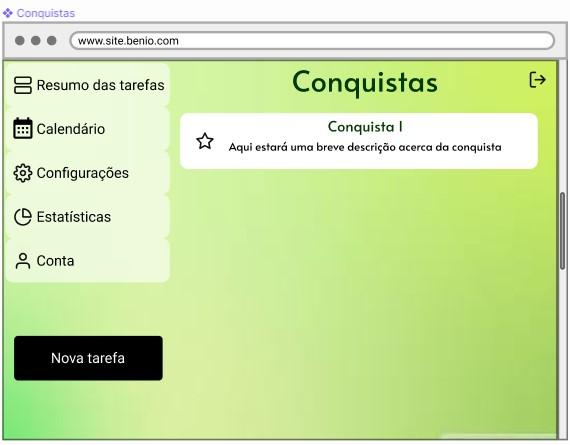 Conquistas
www.site.benio.com
Resumo das tarefas
Calendário
Configurações
Estatísticas
Conta
Nova tarefa
Conquistas
Conquista I
Aqui estará uma breve descrição acerca da conquista